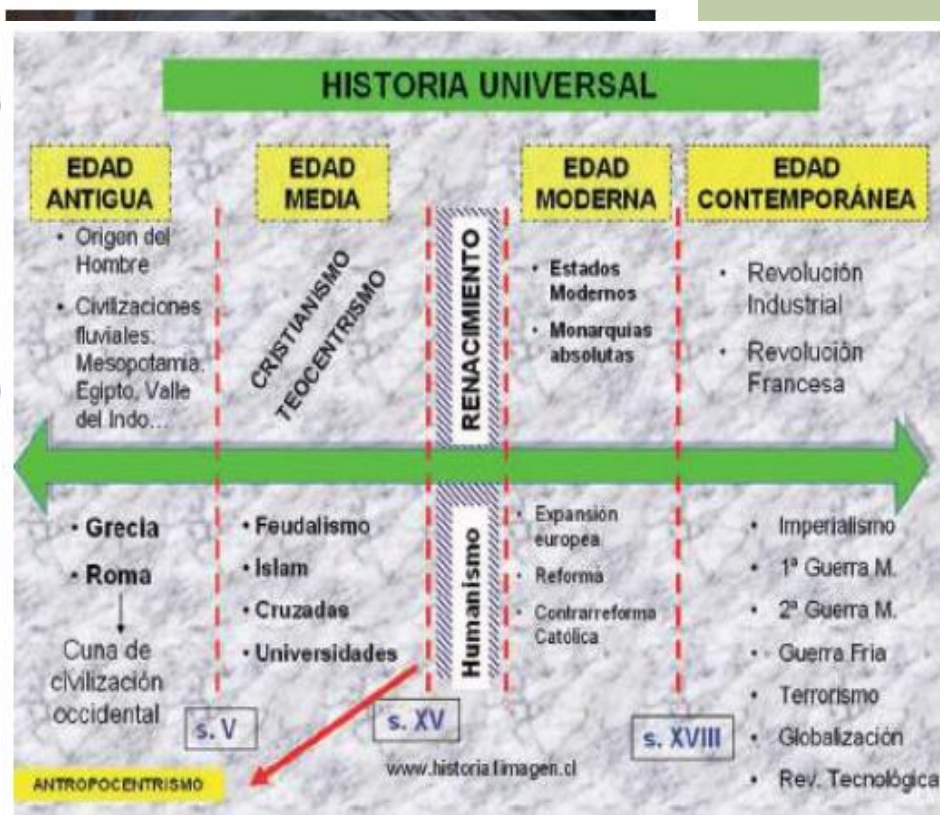 HISTORIA UNIVERSAL
EDAD
ANTIGUA
• Origen del
Hombre
• Civilizaciones
fluviales:
Mesopotamia,
Egipto, Valle
del Indo...
EDAD
MEDIA
CRISTIANISMO
TEOCENTRISMO
RENACIMIENTO
EDAD
MODERNA
• Estados
Modernos
• Monarquías
absolutas
EDAD
CONTEMPORÁNEA
• Revolución
Industrial
• Revolución
Francesa
• Grecia
• Roma
Cuna de
civilización
occidental
s. V
• Feudalismo
• Islam
• Cruzadas
• Universidades
s. XV
Humanismo
• Expansión
europea
• Reforma
• Contrarreforma
Católica
s. XVIII
• Imperialismo
• 1ª Guerra M.
• 2ª Guerra M.
• Guerra Fria
• Terrorismo
• Globalización
• Rev. Tecnológica
ANTROPOCENTRISMO
www.historia1imagen.cl